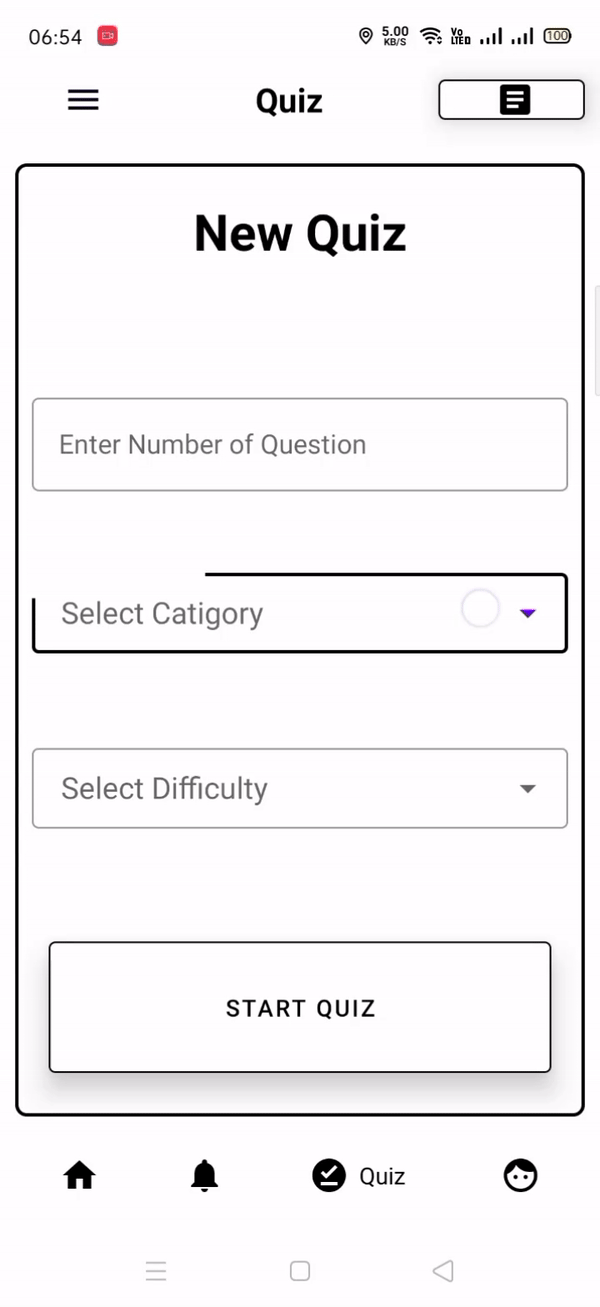 06:54 5.00 KB/S Vo LTED 100
Quiz
New Quiz
Enter Number of Question
Select Catigory
Select Difficulty
START QUIZ
Quiz